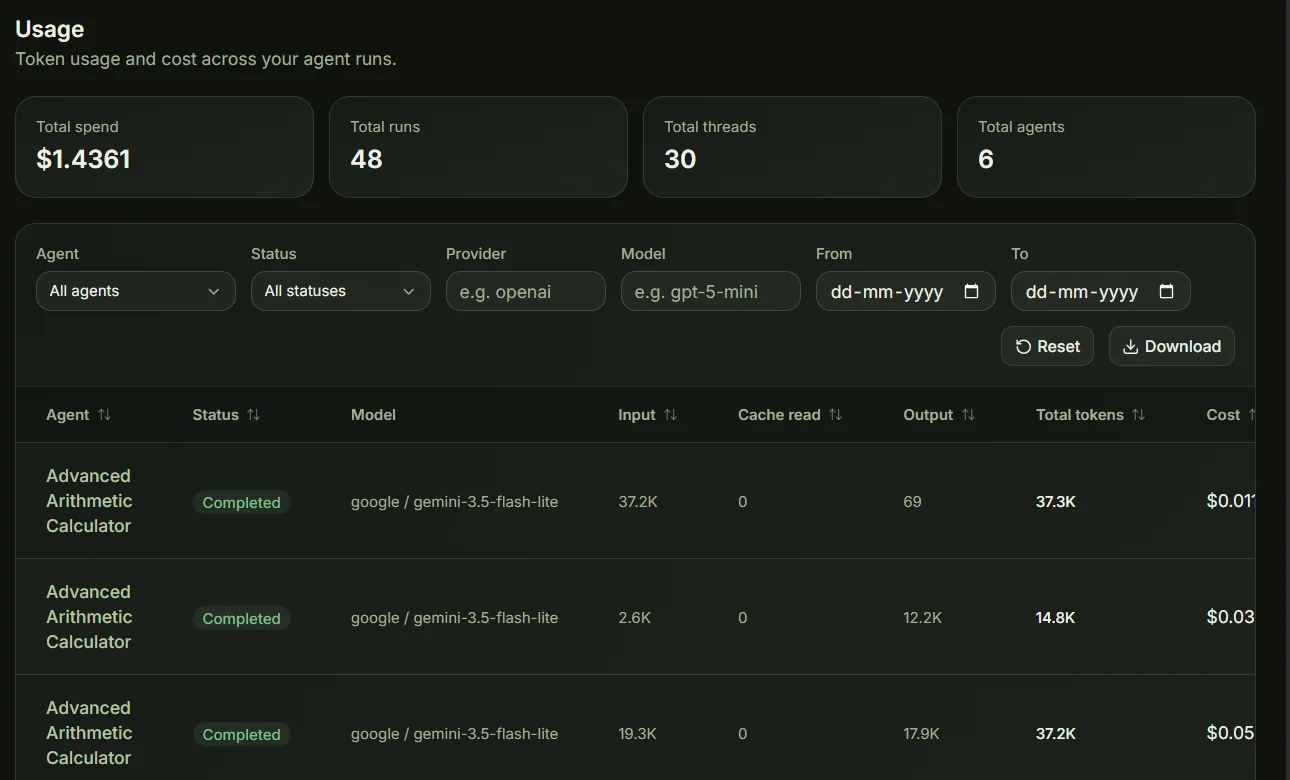 Usage
Token usage and cost across your agent runs.
Total spend
$1.4361
Total runs
48
Total threads
30
Total agents
6
Agent
All agents
Status
All statuses
Provider
e.g. openai
Model
e.g. gpt-5-mini
From
dd-mm-yyyy
To
dd-mm-yyyy
Reset
Download
Agent Status Model Input Cache read Output Total tokens Cost
Advanced
Arithmetic
Calculator
Completed google / gemini-3.5-flash-lite 37.2K 0 69 37.3K $0.011
Advanced
Arithmetic
Calculator
Completed google / gemini-3.5-flash-lite 2.6K 0 12.2K 14.8K $0.03
Advanced
Arithmetic
Calculator
Completed google / gemini-3.5-flash-lite 19.3K 0 17.9K 37.2K $0.05